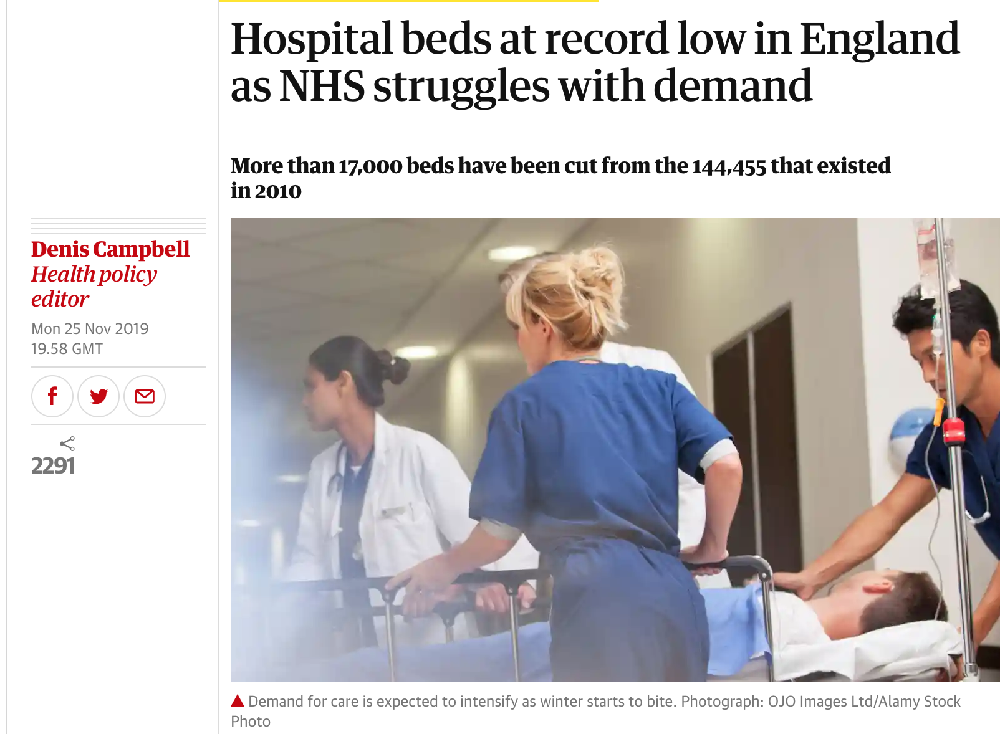 Hospital beds at record low in England
as NHS struggles with demand
More than 17,000 beds have been cut from the 144,455 that existed
in 2010
Denis Campbell
Health policy
editor
Mon 25 Nov 2019
19.58 GMT
2291
Demand for care is expected to intensify as winter starts to bite. Photograph: OJO Images Ltd/Alamy Stock
Photo